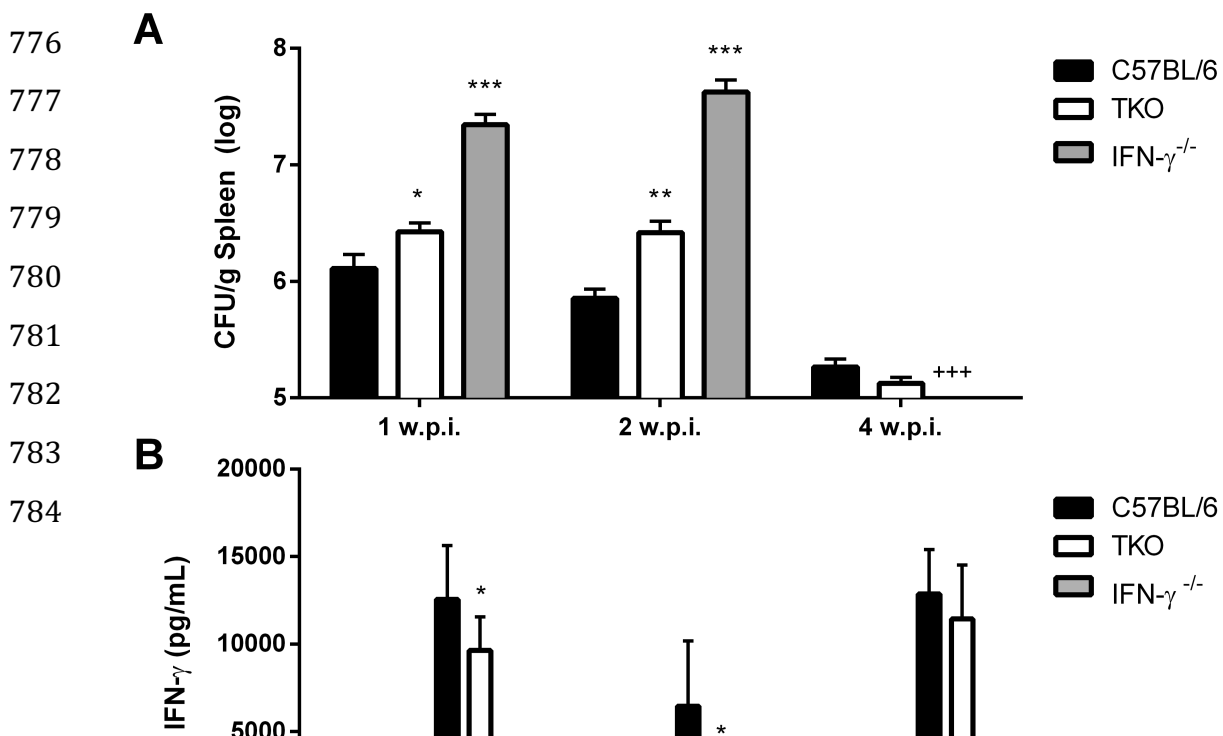 776
777
778
779
780
781
782
783
784
A
8
7
6
5
CFU/g Spleen (log)
*
***
**
***
+++
1 w.p.i.
2 w.p.i.
4 w.p.i.
C57BL/6
TKO
IFN-γ-/-
B
20000
15000
10000
5000
IFN-γ (pg/mL)
*
*
C57BL/6
TKO
IFN-γ -/-